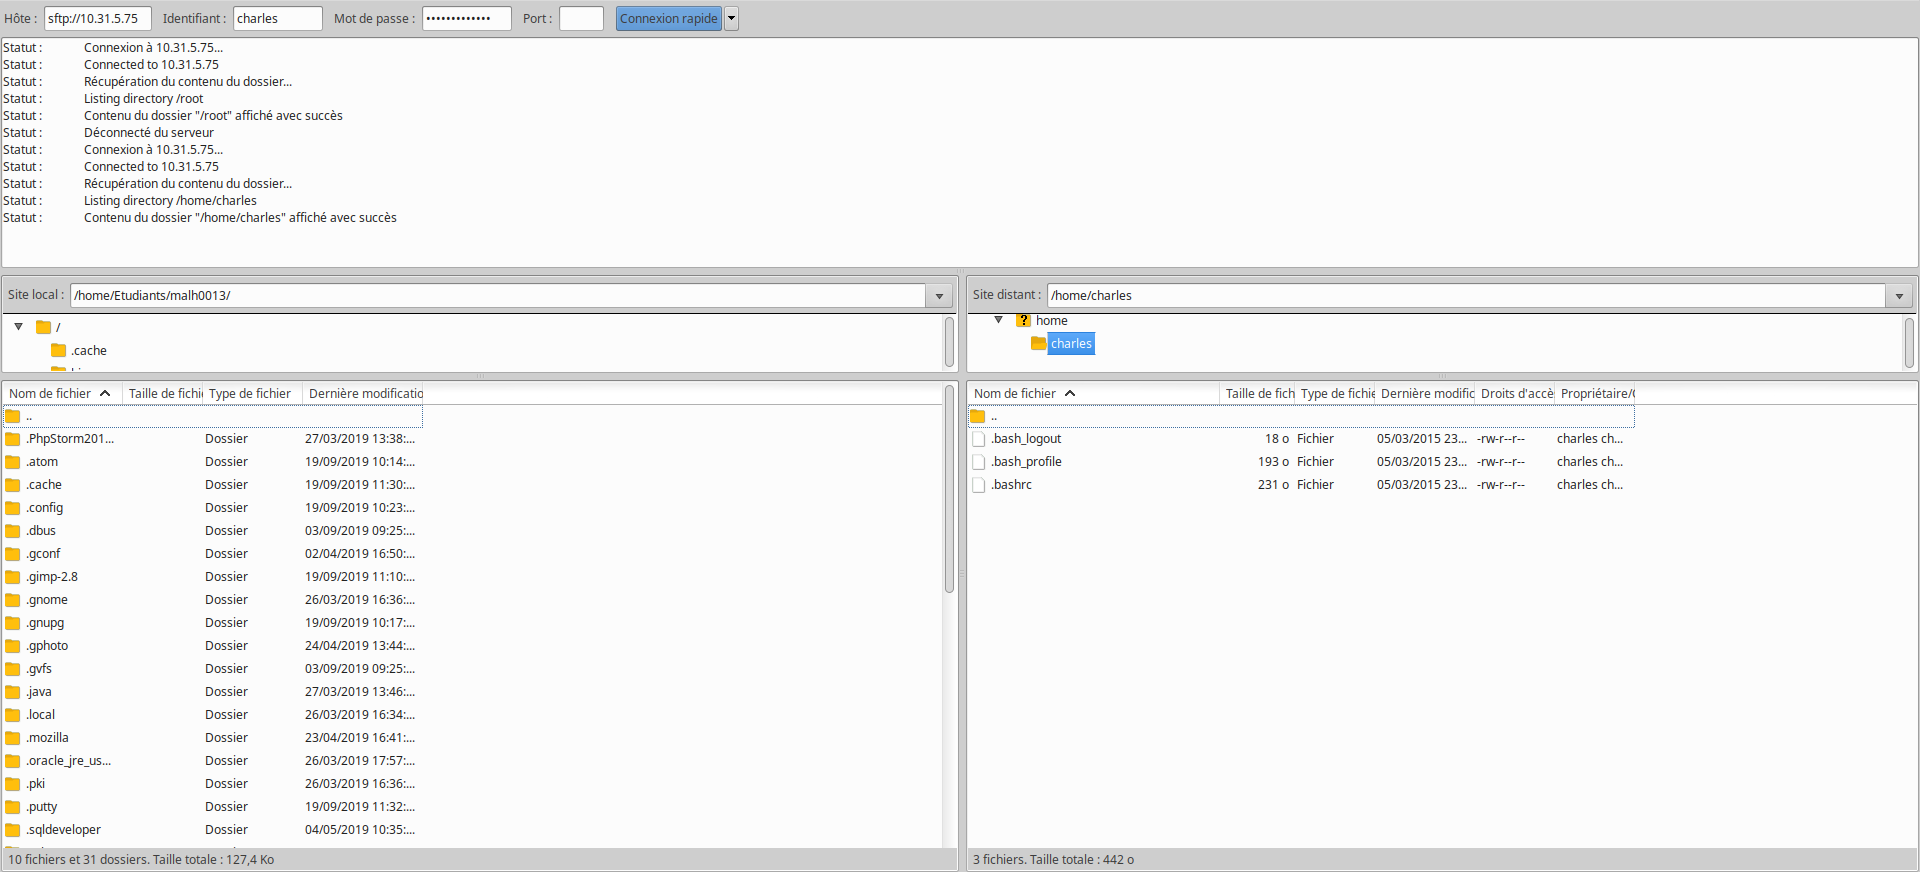 Hôte : sftp://10.31.5.75 Identifiant : charles Mot de passe : ••••••••••••• Port : Connexion rapide
Statut : Connexion à 10.31.5.75...
Statut : Connected to 10.31.5.75
Statut : Récupération du contenu du dossier...
Statut : Listing directory /root
Statut : Contenu du dossier "/root" affiché avec succès
Statut : Déconnecté du serveur
Statut : Connexion à 10.31.5.75...
Statut : Connected to 10.31.5.75
Statut : Récupération du contenu du dossier...
Statut : Listing directory /home/charles
Statut : Contenu du dossier "/home/charles" affiché avec succès
Site local : /home/Etudiants/malh0013/
/
.cache
Nom de fichier Taille de fichi Type de fichier Dernière modificatio
..
.PhpStorm201... Dossier 27/03/2019 13:38:...
.atom Dossier 19/09/2019 10:14:...
.cache Dossier 19/09/2019 11:30:...
.config Dossier 19/09/2019 10:23:...
.dbus Dossier 03/09/2019 09:25:...
.gconf Dossier 02/04/2019 16:50:...
.gimp-2.8 Dossier 19/09/2019 11:10:...
.gnome Dossier 26/03/2019 16:36:...
.gnupg Dossier 19/09/2019 10:17:...
.gphoto Dossier 24/04/2019 13:44:...
.gvfs Dossier 03/09/2019 09:25:...
.java Dossier 27/03/2019 13:46:...
.local Dossier 26/03/2019 16:34:...
.mozilla Dossier 23/04/2019 16:41:...
.oracle_jre_us... Dossier 26/03/2019 17:57:...
.pki Dossier 26/03/2019 16:36:...
.putty Dossier 19/09/2019 11:32:...
.sqldeveloper Dossier 04/05/2019 10:35:...
10 fichiers et 31 dossiers. Taille totale : 127,4 Ko
Site distant : /home/charles
? home
charles
Nom de fichier Taille de fich Type de fichie Dernière modific Droits d'accè Propriétaire/
..
.bash_logout 18 o Fichier 05/03/2015 23... -rw-r--r-- charles ch...
.bash_profile 193 o Fichier 05/03/2015 23... -rw-r--r-- charles ch...
.bashrc 231 o Fichier 05/03/2015 23... -rw-r--r-- charles ch...
3 fichiers. Taille totale : 442 o